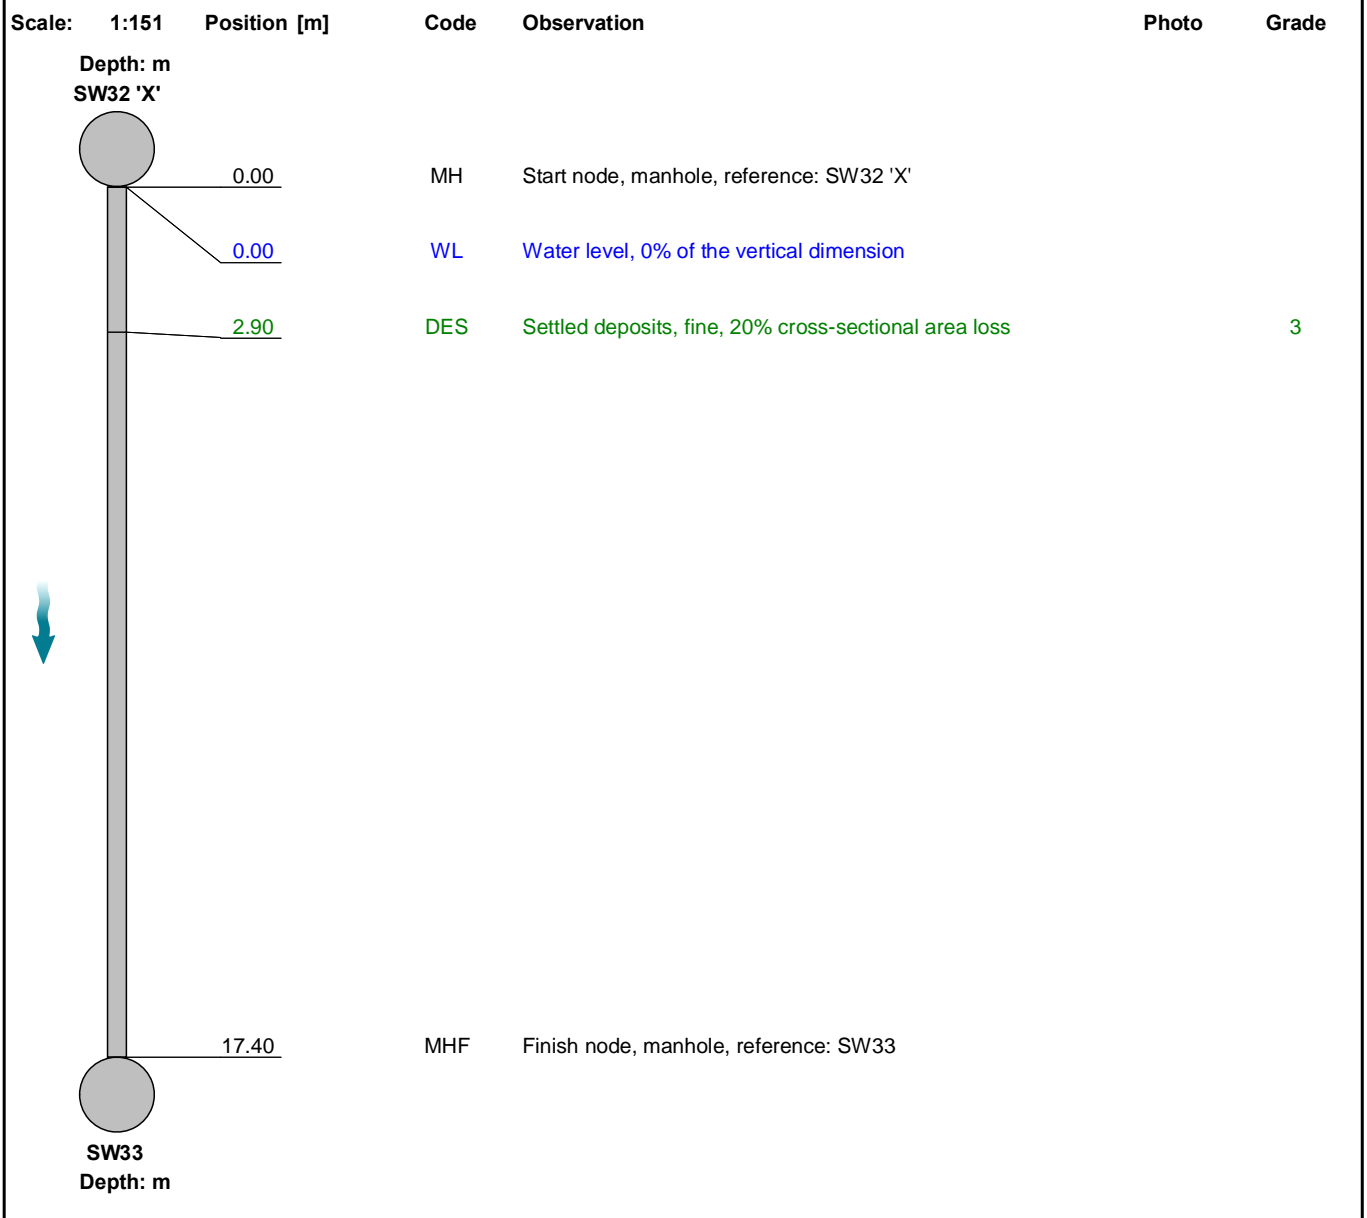 Scale: 1:151 Position [m] Code Observation Photo Grade
Depth: m
SW32 'X'
0.00 MH Start node, manhole, reference: SW32 'X'
0.00 WL Water level, 0% of the vertical dimension
2.90 DES Settled deposits, fine, 20% cross-sectional area loss 3
17.40 MHF Finish node, manhole, reference: SW33
SW33
Depth: m